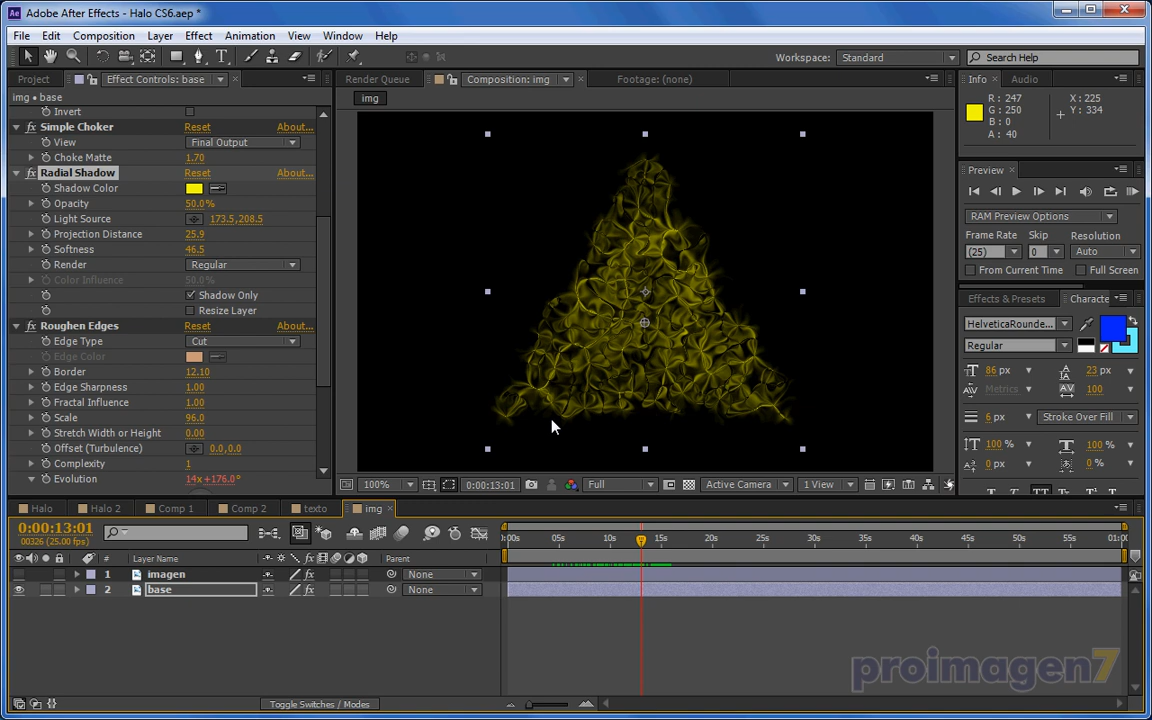 Adobe After Effects - Halo CS6.aep *
File Edit Composition Layer Effect Animation View Window Help
Workspace: Standard Search Help
Project Effect Controls: base
img • base
Invert
Simple Choker Reset About...
View Final Output
Choke Matte 1.70
Radial Shadow Reset About...
Shadow Color
Opacity 50.0%
Light Source 173.5,208.5
Projection Distance 25.9
Softness 46.5
Render Regular
Color Influence 50.0%
Shadow Only
Resize Layer
Roughen Edges Reset About...
Edge Type Cut
Edge Color
Border 12.10
Edge Sharpness 1.00
Fractal Influence 1.00
Scale 96.0
Stretch Width or Height 0.00
Offset (Turbulence) 0.0,0.0
Complexity 1
Evolution 14x+176.0°
Render Queue Composition: img Footage: (none)
img
100% 0:00:13:01 Full Active Camera 1 View
Info Audio
R: 247 X: 225
G: 250 Y: 334
B: 0
A: 40
Preview
RAM Preview Options
Frame Rate Skip Resolution
(25) 0 Auto
From Current Time Full Screen
Effects & Presets Characte
HelveticaRounde...
Regular
86 px 23 px
Metrics 100
6 px Stroke Over Fill
100 % 100 %
0 px 0 %
T T TT
Halo Halo 2 Comp 1 Comp 2 texto img
0:00:13:01
00326 (25.00 fps)
# Layer Name Parent
:00s 05s 10s 15s 20s 25s 30s 35s 40s 45s 50s 55s 01:00
1 imagen None
2 base None
Toggle Switches / Modes
proimagen7